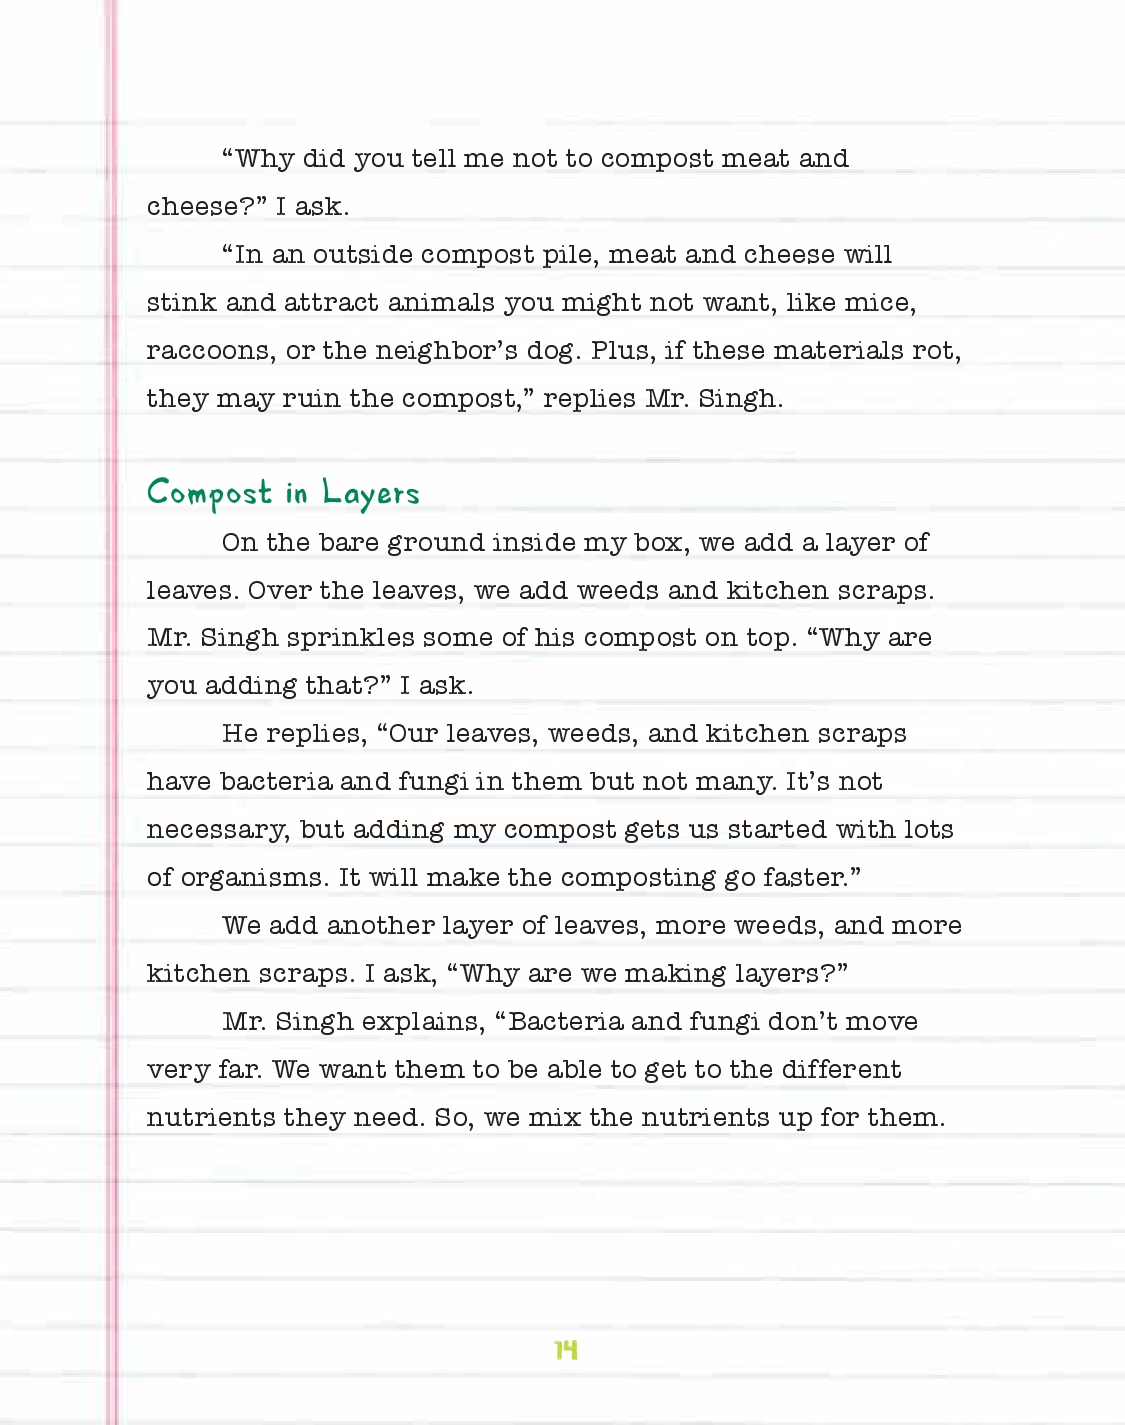 “Why did you tell me not to compost meat and
cheese?” I ask.
“In an outside compost pile, meat and cheese will
stink and attract animals you might not want, like mice,
raccoons, or the neighbor’s dog. Plus, if these materials rot,
they may ruin the compost,” replies Mr. Singh.
Compost in Layers
On the bare ground inside my box, we add a layer of
leaves. Over the leaves, we add weeds and kitchen scraps.
Mr. Singh sprinkles some of his compost on top. “Why are
you adding that?” I ask.
He replies, “Our leaves, weeds, and kitchen scraps
have bacteria and fungi in them but not many. It’s not
necessary, but adding my compost gets us started with lots
of organisms. It will make the composting go faster.”
We add another layer of leaves, more weeds, and more
kitchen scraps. I ask, “Why are we making layers?”
Mr. Singh explains, “Bacteria and fungi don’t move
very far. We want them to be able to get to the different
nutrients they need. So, we mix the nutrients up for them.
14